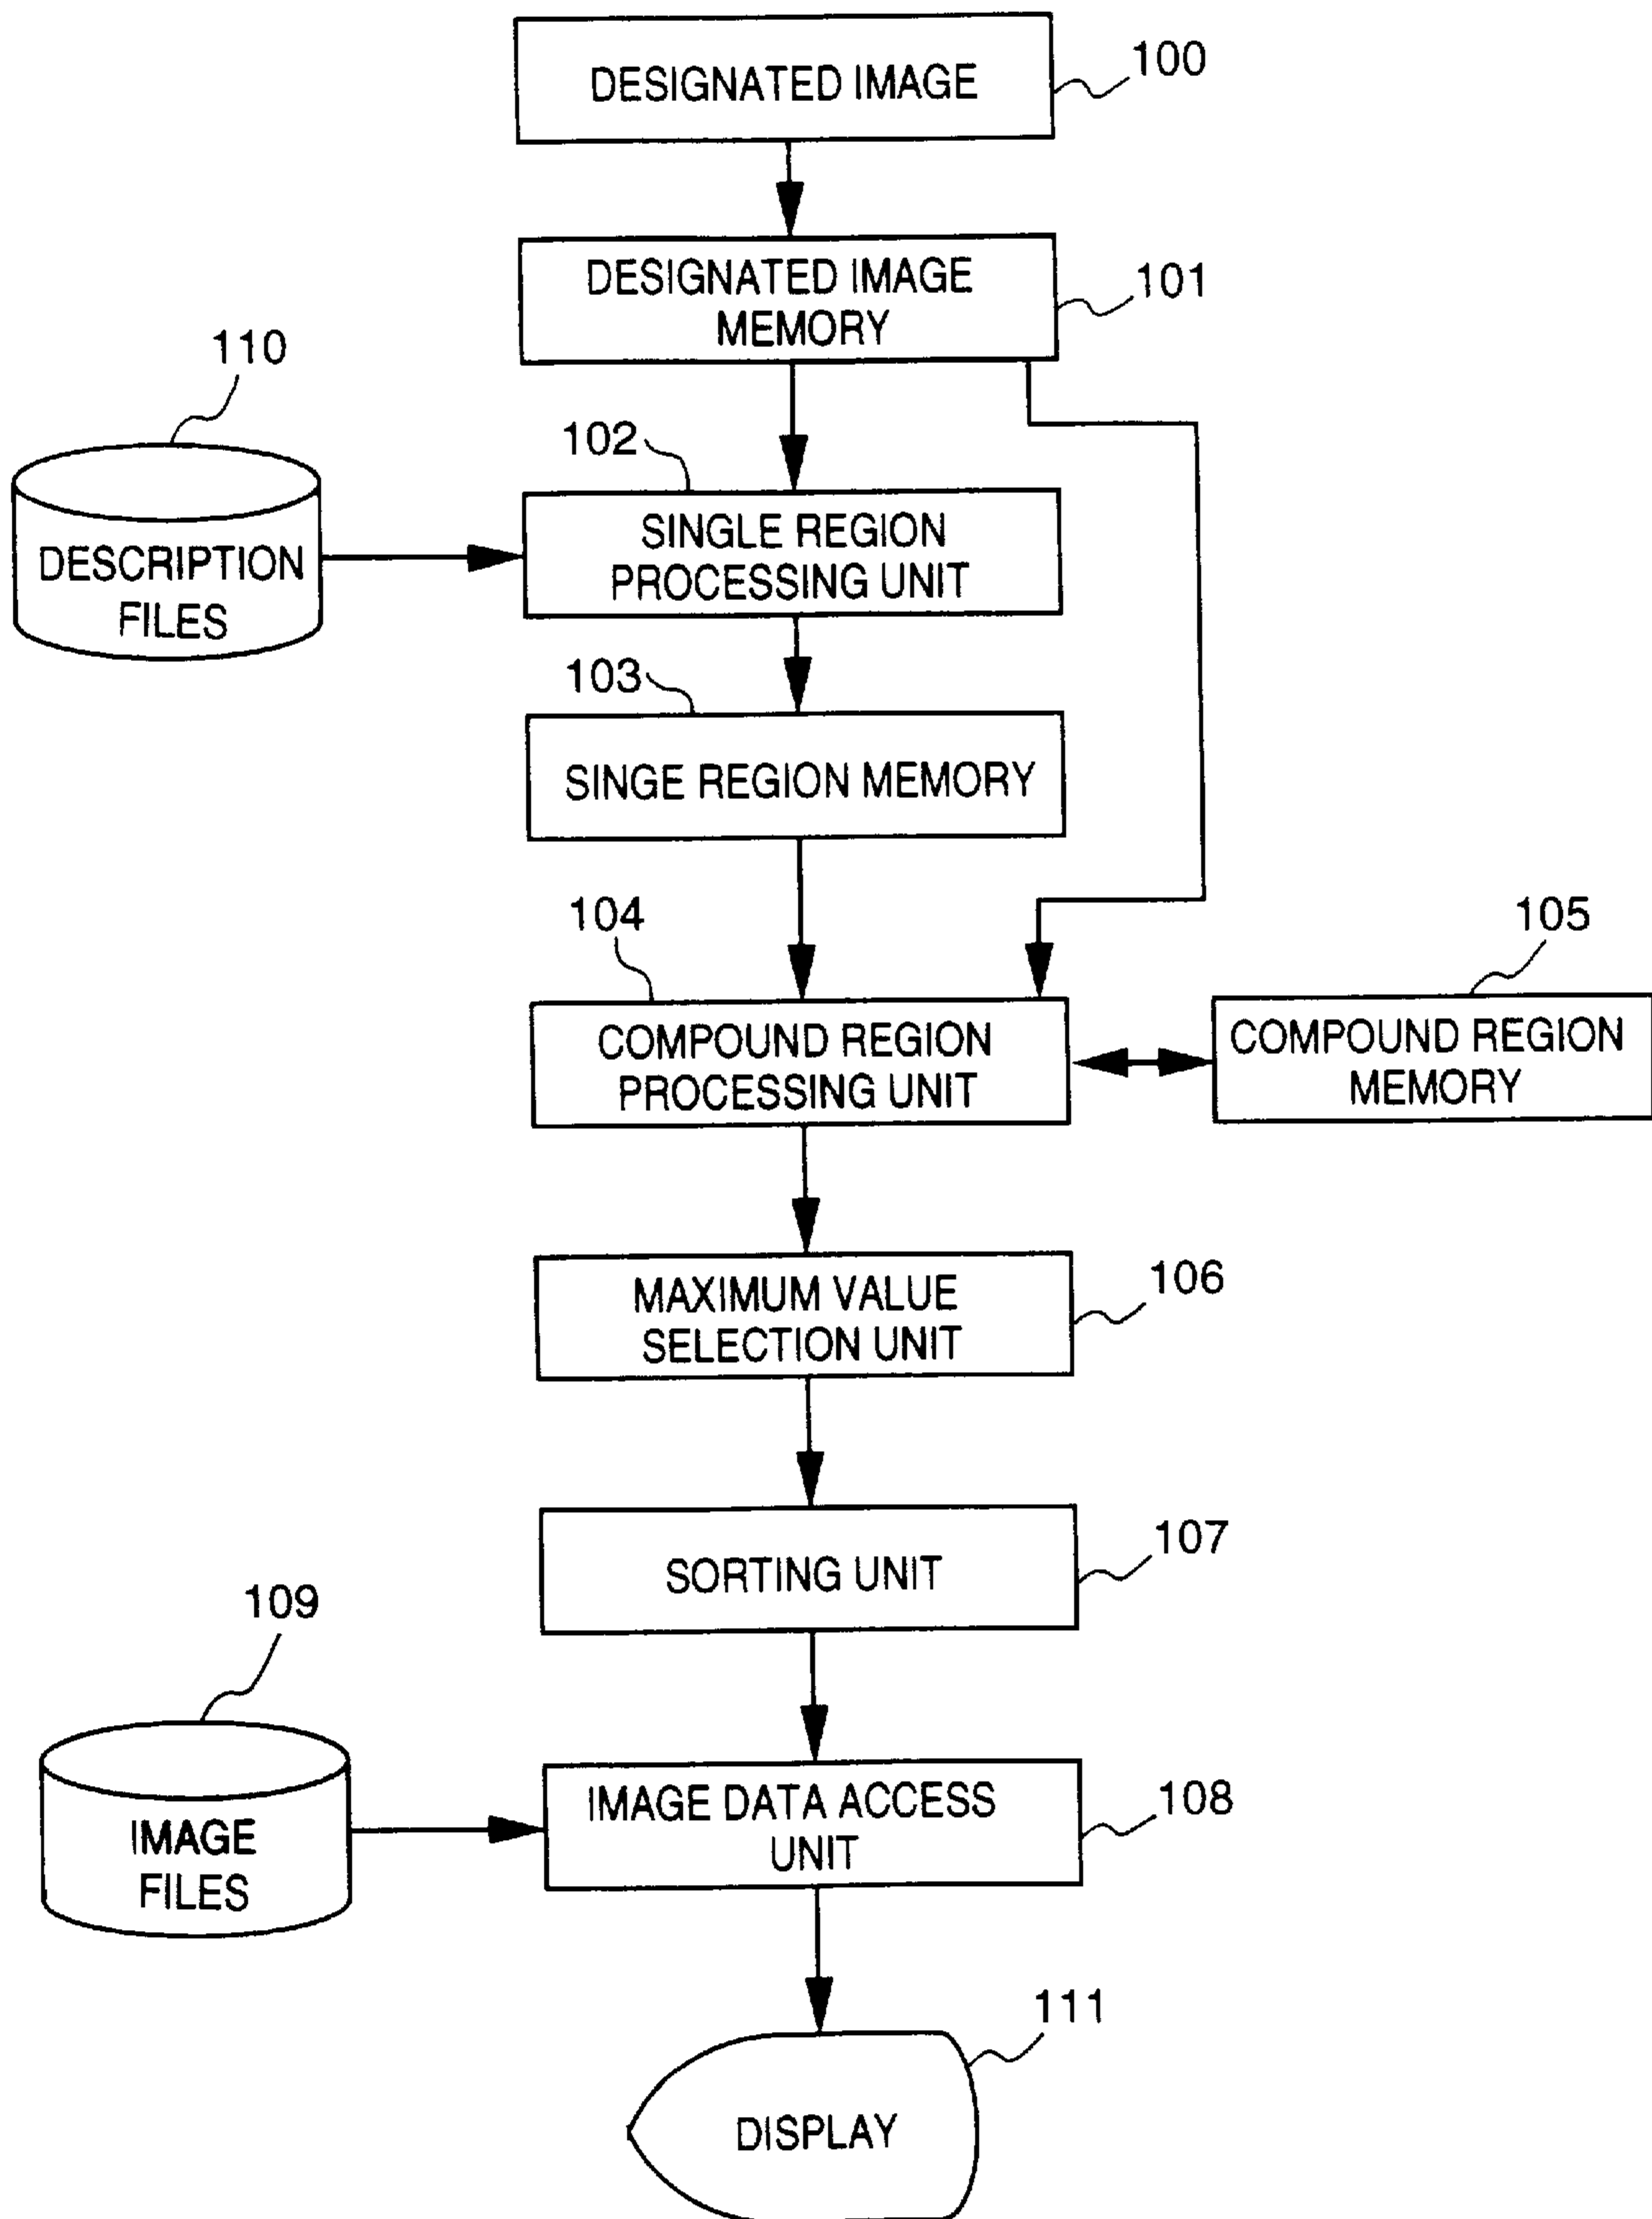 DESIGNATED IMAGE
100
DESIGNATED IMAGE
MEMORY
101
110
DESCRIPTION
FILES
102
SINGLE REGION
PROCESSING UNIT
103
SINGE REGION MEMORY
104
COMPOUND REGION
PROCESSING UNIT
105
COMPOUND REGION
MEMORY
MAXIMUM VALUE
SELECTION UNIT
106
SORTING UNIT
107
109
IMAGE
FILES
IMAGE DATA ACCESS
UNIT
108
111
DISPLAY